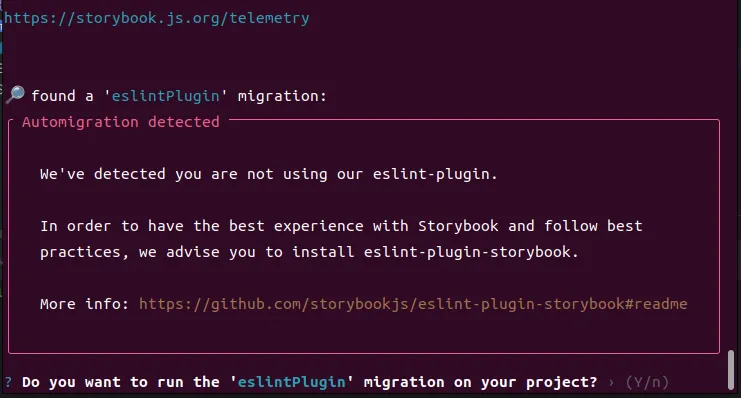 https://storybook.js.org/telemetry
🔎 found a 'eslintPlugin' migration:
Automigration detected
We've detected you are not using our eslint-plugin.
In order to have the best experience with Storybook and follow best
practices, we advise you to install eslint-plugin-storybook.
More info: https://github.com/storybookjs/eslint-plugin-storybook#readme
? Do you want to run the 'eslintPlugin' migration on your project? › (Y/n)